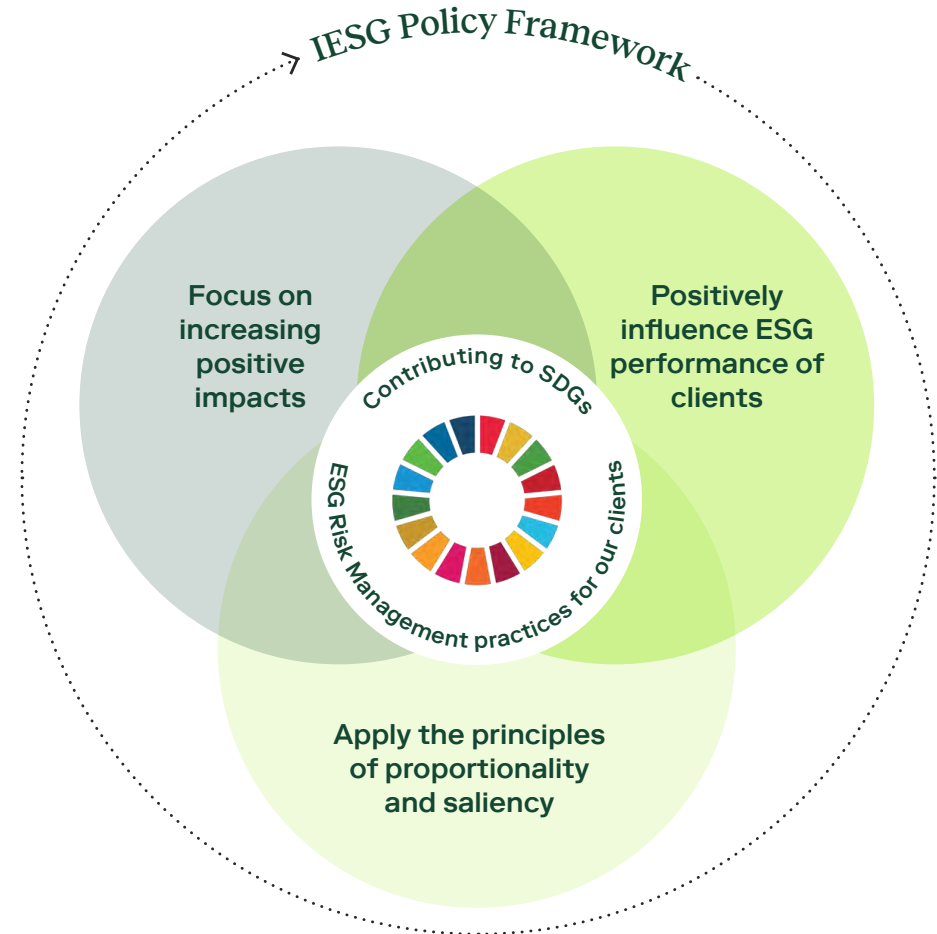 IESG Policy Framework
Focus on
increasing
positive
impacts
Positively
influence ESG
performance of
clients
Contributing to SDGs
ESG Risk Management practices for our clients
Apply the principles
of proportionality
and saliency